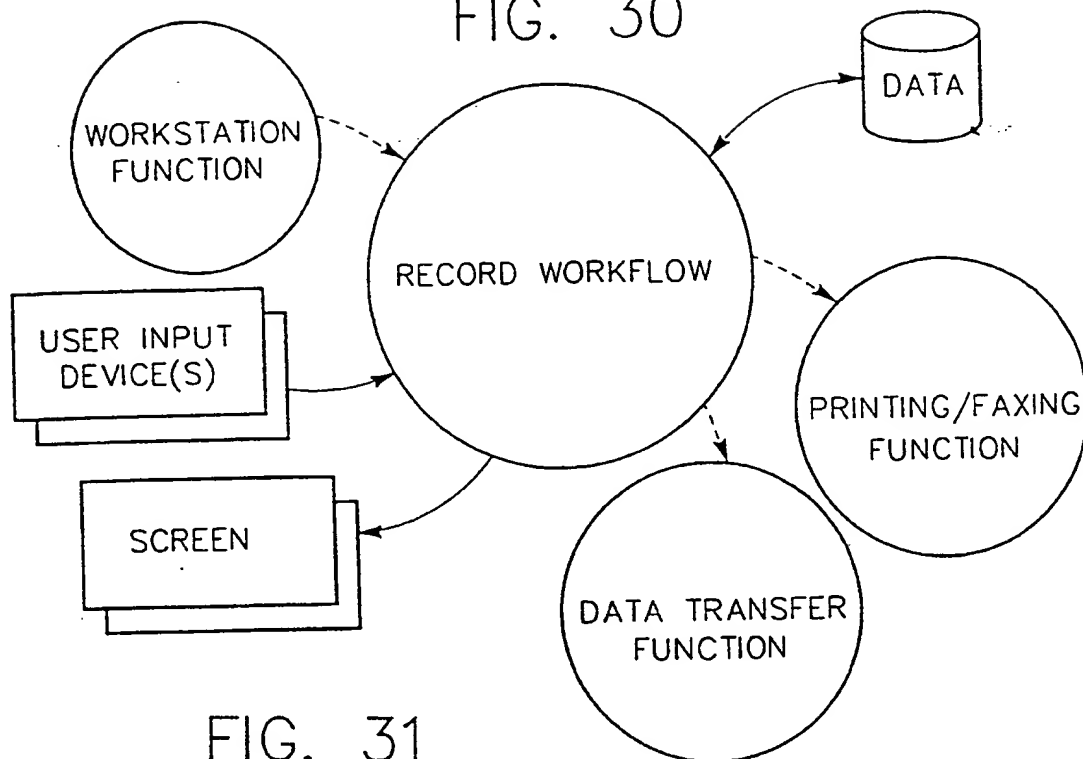 FIG. 30
DATA
WORKSTATION
FUNCTION
RECORD WORKFLOW
USER INPUT
DEVICE(S)
PRINTING/FAXING
FUNCTION
SCREEN
DATA TRANSFER
FUNCTION
FIG. 31